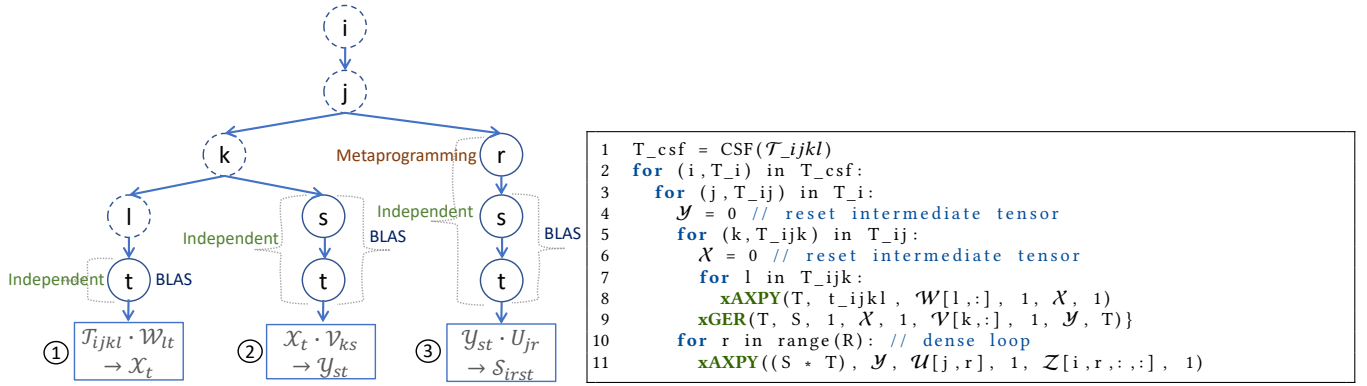 i
j
k
Metaprogramming
r
l
s
Independent
BLAS
Independent
s
BLAS
Independent
t
BLAS
t
t
① 𝒯ijkl · 𝒲lt → 𝒳t
② 𝒳t · 𝒱ks → 𝒴st
③ 𝒴st · Ujr → 𝒮irst
1 T_csf = CSF(𝒯_ijkl)
2 for (i,T_i) in T_csf:
3 for (j,T_ij) in T_i:
4 𝒴 = 0 // reset intermediate tensor
5 for (k,T_ijk) in T_ij:
6 𝒳 = 0 // reset intermediate tensor
7 for l in T_ijk:
8 xAXPY(T, t_ijkl, 𝒲[l,:], 1, 𝒳, 1)
9 xGER(T, S, 1, 𝒳, 1, 𝒱[k,:], 1, 𝒴, T)}
10 for r in range(R): // dense loop
11 xAXPY((S * T), 𝒴, 𝒰[j,r], 1, 𝒵[i,r,:,:], 1)